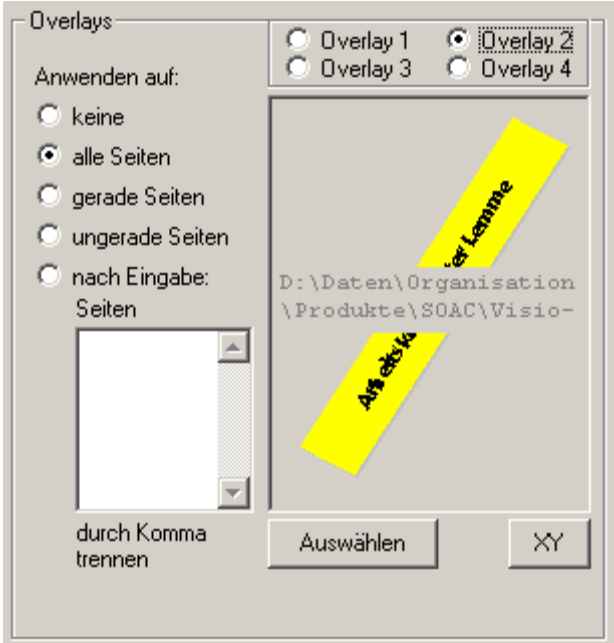 Overlays
Overlay 1
Overlay 2
Overlay 3
Overlay 4
Anwenden auf:
keine
alle Seiten
gerade Seiten
ungerade Seiten
nach Eingabe:
Seiten
durch Komma
trennen
Lemme
D:\Daten\Organisation
\Produkte\SOAC\Visio-
Auswählen
XY